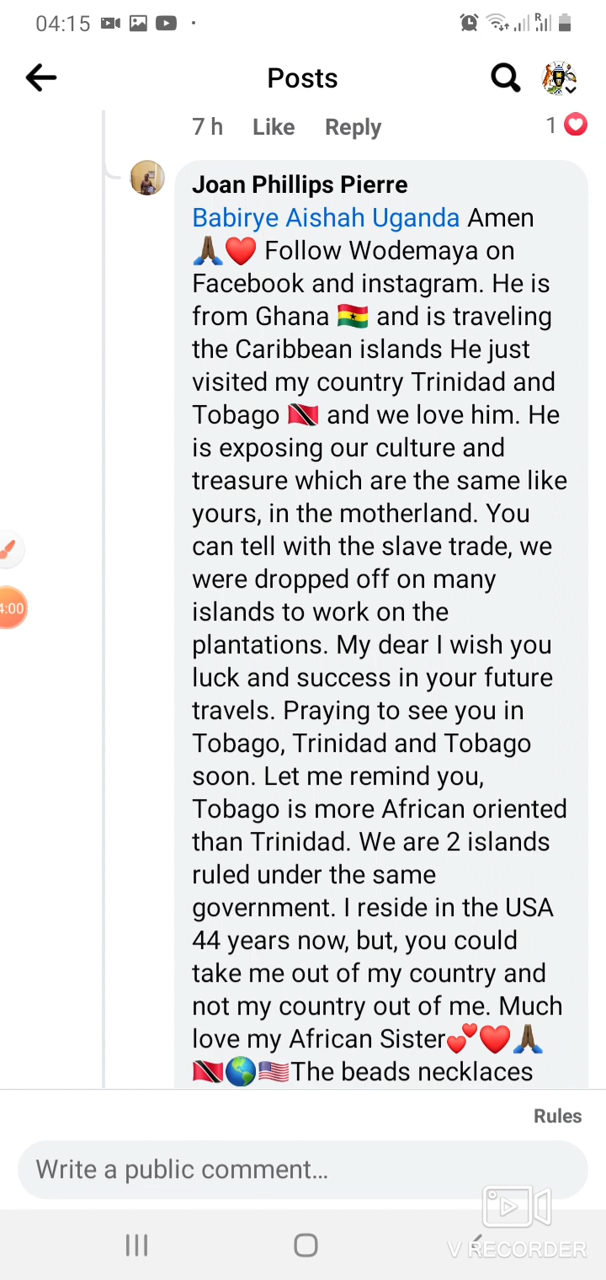 04:15
Posts
7 h Like Reply 1
Joan Phillips Pierre
Babirye Aishah Uganda Amen
🙏🏾❤️ Follow Wodemaya on
Facebook and instagram. He is
from Ghana 🇬🇭 and is traveling
the Caribbean islands He just
visited my country Trinidad and
Tobago 🇹🇹 and we love him. He
is exposing our culture and
treasure which are the same like
yours, in the motherland. You
can tell with the slave trade, we
were dropped off on many
islands to work on the
plantations. My dear I wish you
luck and success in your future
travels. Praying to see you in
Tobago, Trinidad and Tobago
soon. Let me remind you,
Tobago is more African oriented
than Trinidad. We are 2 islands
ruled under the same
government. I reside in the USA
44 years now, but, you could
take me out of my country and
not my country out of me. Much
love my African Sister💕❤️🙏🏾
🇹🇹🌎🇺🇸The beads necklaces
4:00
Rules
Write a public comment...
V RECORDER